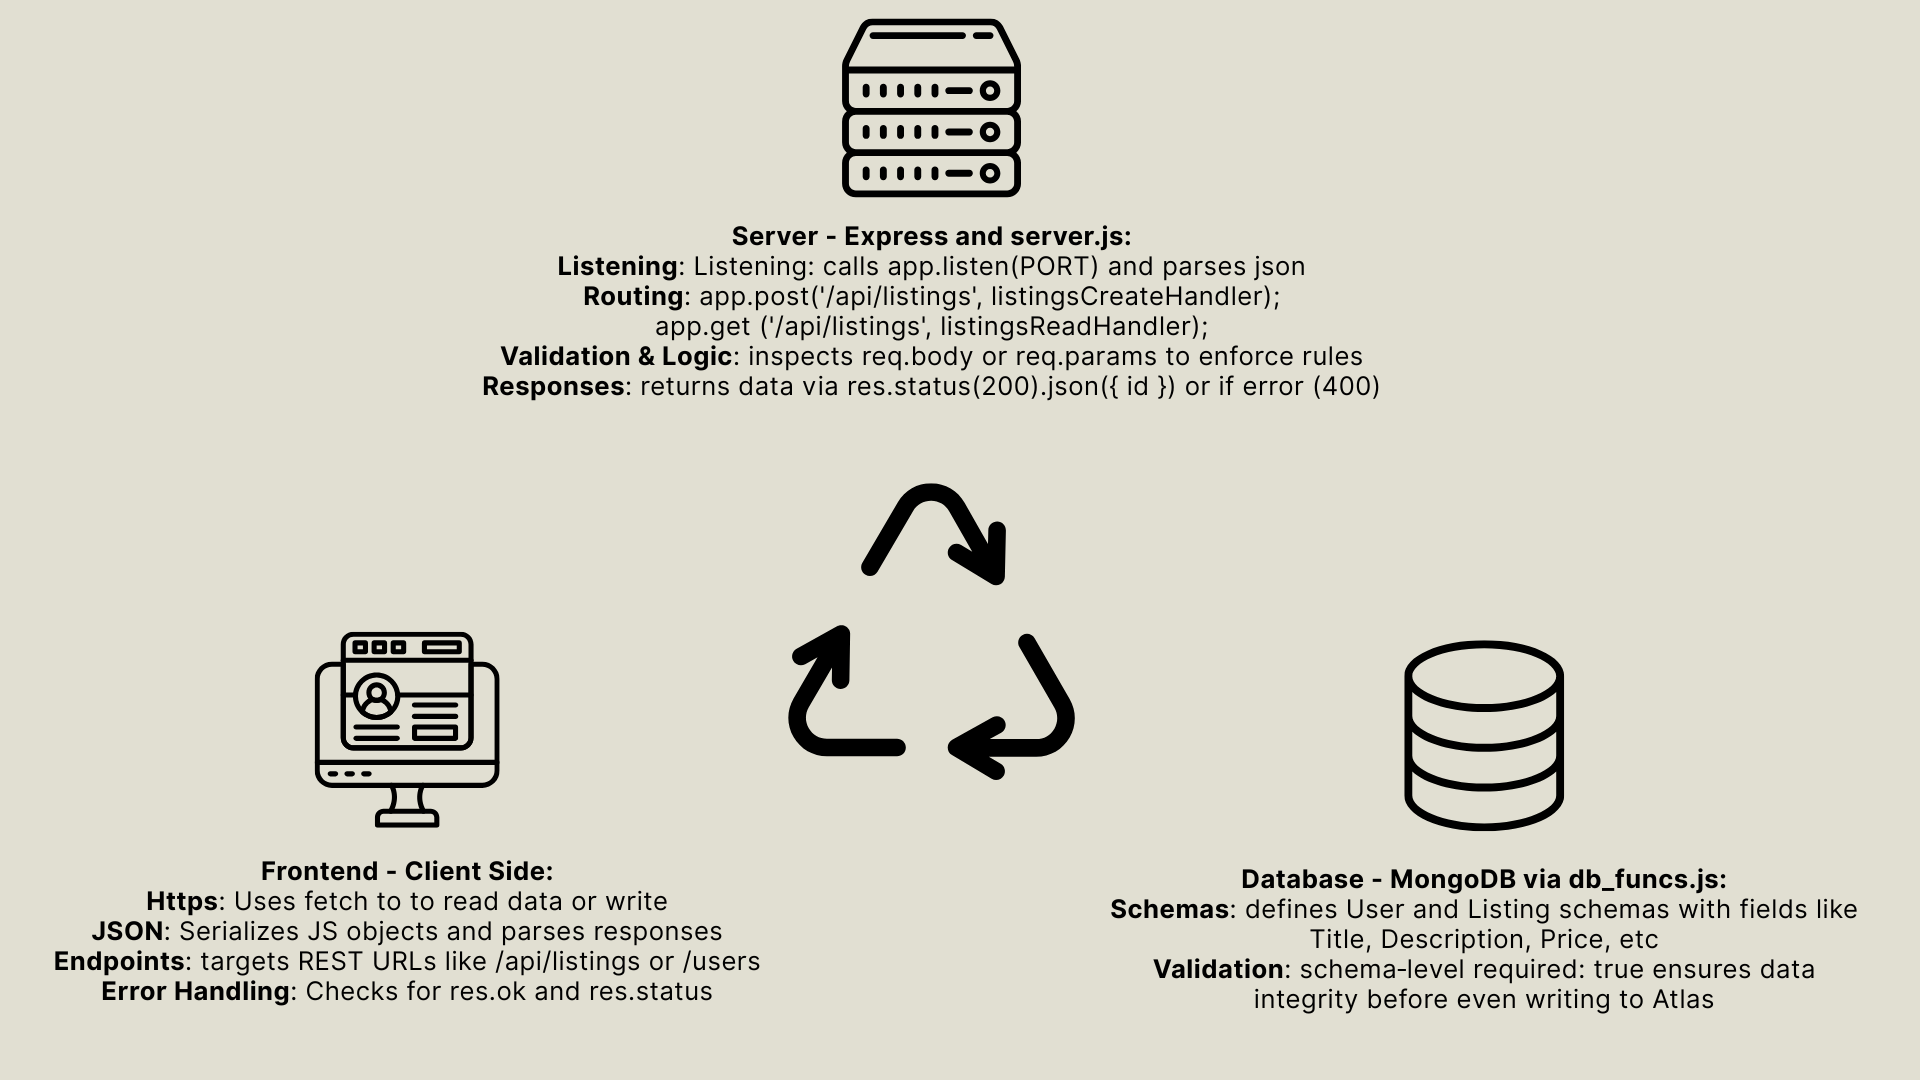 Server - Express and server.js:
Listening: Listening: calls app.listen(PORT) and parses json
Routing: app.post('/api/listings', listingsCreateHandler);
app.get ('/api/listings', listingsReadHandler);
Validation & Logic: inspects req.body or req.params to enforce rules
Responses: returns data via res.status(200).json({ id }) or if error (400)
Frontend - Client Side:
Https: Uses fetch to to read data or write
JSON: Serializes JS objects and parses responses
Endpoints: targets REST URLs like /api/listings or /users
Error Handling: Checks for res.ok and res.status
Database - MongoDB via db_funcs.js:
Schemas: defines User and Listing schemas with fields like
Title, Description, Price, etc
Validation: schema-level required: true ensures data
integrity before even writing to Atlas